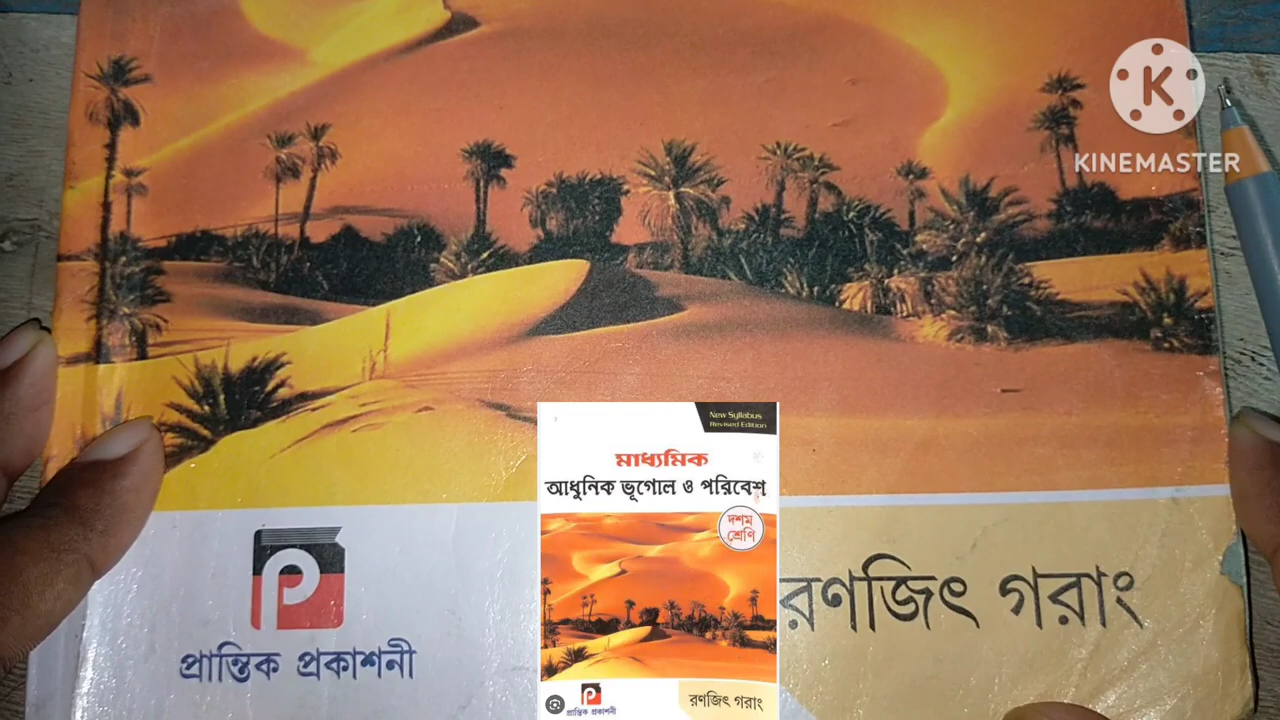 KINEMASTER
New Syllabus
Revised Edition
মাধ্যমিক
আধুনিক ভূগোল ও পরিবেশ
দশম
শ্রেণি
রণজিৎ গরাং
প্রান্তিক প্রকাশনী
প্রান্তিক প্রকাশনী
রণজিৎ গরাং